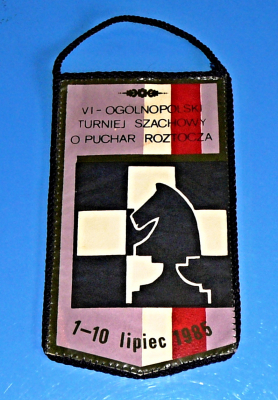 VI-OGÓLNOPOLSKI
TURNIEJ SZACHOWY
O PUCHAR ROZTOCZA
1-10 lipiec 1985